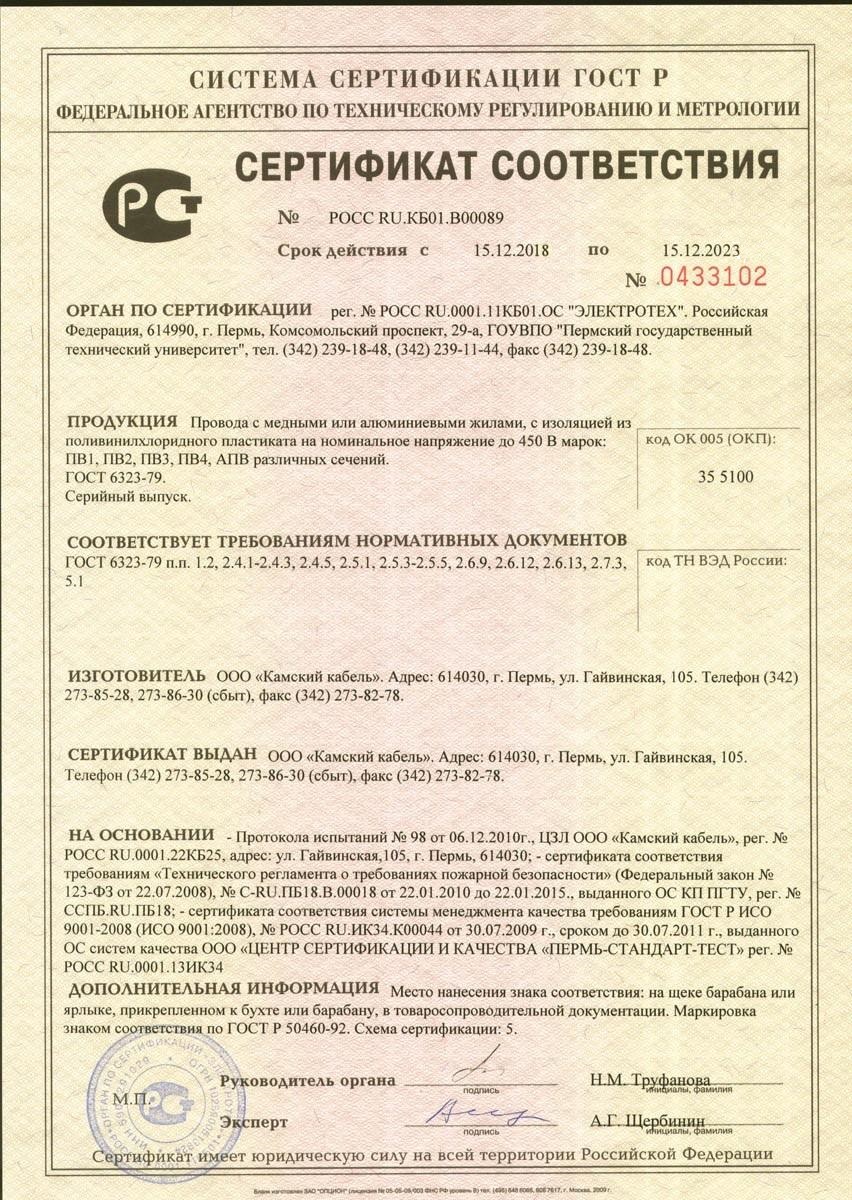 СИСТЕМА СЕРТИФИКАЦИИ ГОСТ Р
ФЕДЕРАЛЬНОЕ АГЕНТСТВО ПО ТЕХНИЧЕСКОМУ РЕГУЛИРОВАНИЮ И МЕТРОЛОГИИ
СЕРТИФИКАТ СООТВЕТСТВИЯ
№ РОСС RU.КБ01.В00089
Срок действия с 15.12.2018 по 15.12.2023
№ 0433102
ОРГАН ПО СЕРТИФИКАЦИИ рег. № РОСС RU.0001.11КБ01.ОС "ЭЛЕКТРОТЕХ". Российская
Федерация, 614990, г. Пермь, Комсомольский проспект, 29-а, ГОУВПО "Пермский государственный
технический университет", тел. (342) 239-18-48, (342) 239-11-44, факс (342) 239-18-48.
ПРОДУКЦИЯ Провода с медными или алюминиевыми жилами, с изоляцией из
поливинилхлоридного пластиката на номинальное напряжение до 450 В марок:
ПВ1, ПВ2, ПВ3, ПВ4, АПВ различных сечений.
ГОСТ 6323-79.
Серийный выпуск.
код ОК 005 (ОКП):
35 5100
СООТВЕТСТВУЕТ ТРЕБОВАНИЯМ НОРМАТИВНЫХ ДОКУМЕНТОВ
ГОСТ 6323-79 п.п. 1.2, 2.4.1-2.4.3, 2.4.5, 2.5.1, 2.5.3-2.5.5, 2.6.9, 2.6.12, 2.6.13, 2.7.3,
5.1
код ТН ВЭД России:
ИЗГОТОВИТЕЛЬ ООО «Камский кабель». Адрес: 614030, г. Пермь, ул. Гайвинская, 105. Телефон (342)
273-85-28, 273-86-30 (сбыт), факс (342) 273-82-78.
СЕРТИФИКАТ ВЫДАН ООО «Камский кабель». Адрес: 614030, г. Пермь, ул. Гайвинская, 105.
Телефон (342) 273-85-28, 273-86-30 (сбыт), факс (342) 273-82-78.
НА ОСНОВАНИИ - Протокола испытаний № 98 от 06.12.2010г., ЦЗЛ ООО «Камский кабель», рег. №
РОСС RU.0001.22КБ25, адрес: ул. Гайвинская,105, г. Пермь, 614030; - сертификата соответствия
требованиям «Технического регламента о требованиях пожарной безопасности» (Федеральный закон №
123-ФЗ от 22.07.2008), № С-RU.ПБ18.В.00018 от 22.01.2010 до 22.01.2015., выданного ОС КП ПГТУ, рег. №
ССПБ.RU.ПБ18; - сертификата соответствия системы менеджмента качества требованиям ГОСТ Р ИСО
9001-2008 (ИСО 9001:2008), № РОСС RU.ИК34.К00044 от 30.07.2009 г., сроком до 30.07.2011 г., выданного
ОС систем качества ООО «ЦЕНТР СЕРТИФИКАЦИИ И КАЧЕСТВА «ПЕРМЬ-СТАНДАРТ-ТЕСТ» рег. №
РОСС RU.0001.13ИК34
ДОПОЛНИТЕЛЬНАЯ ИНФОРМАЦИЯ Место нанесения знака соответствия: на щеке барабана или
ярлыке, прикрепленном к бухте или барабану, в товаросопроводительной документации. Маркировка
знаком соответствия по ГОСТ Р 50460-92. Схема сертификации: 5.
М.П.
Руководитель органа
подпись
Н.М. Труфанова
инициалы, фамилия
Эксперт
подпись
А.Г. Щербинин
инициалы, фамилия
Сертификат имеет юридическую силу на всей территории Российской Федерации